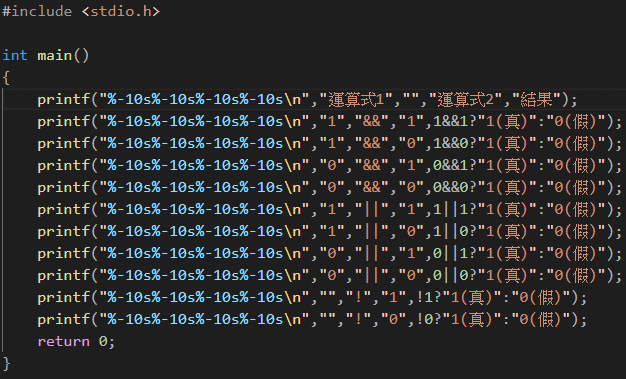 #include <stdio.h>
int main()
{
    printf("%-10s%-10s%-10s%-10s\n","運算式1","","運算式2","結果");
    printf("%-10s%-10s%-10s%-10s\n","1","&&","1",1&&1?"1(真)":"0(假)");
    printf("%-10s%-10s%-10s%-10s\n","1","&&","0",1&&0?"1(真)":"0(假)");
    printf("%-10s%-10s%-10s%-10s\n","0","&&","1",0&&1?"1(真)":"0(假)");
    printf("%-10s%-10s%-10s%-10s\n","0","&&","0",0&&0?"1(真)":"0(假)");
    printf("%-10s%-10s%-10s%-10s\n","1","||","1",1||1?"1(真)":"0(假)");
    printf("%-10s%-10s%-10s%-10s\n","1","||","0",1||0?"1(真)":"0(假)");
    printf("%-10s%-10s%-10s%-10s\n","0","||","1",0||1?"1(真)":"0(假)");
    printf("%-10s%-10s%-10s%-10s\n","0","||","0",0||0?"1(真)":"0(假)");
    printf("%-10s%-10s%-10s%-10s\n","","!","1",!1?"1(真)":"0(假)");
    printf("%-10s%-10s%-10s%-10s\n","","!","0",!0?"1(真)":"0(假)");
    return 0;
}